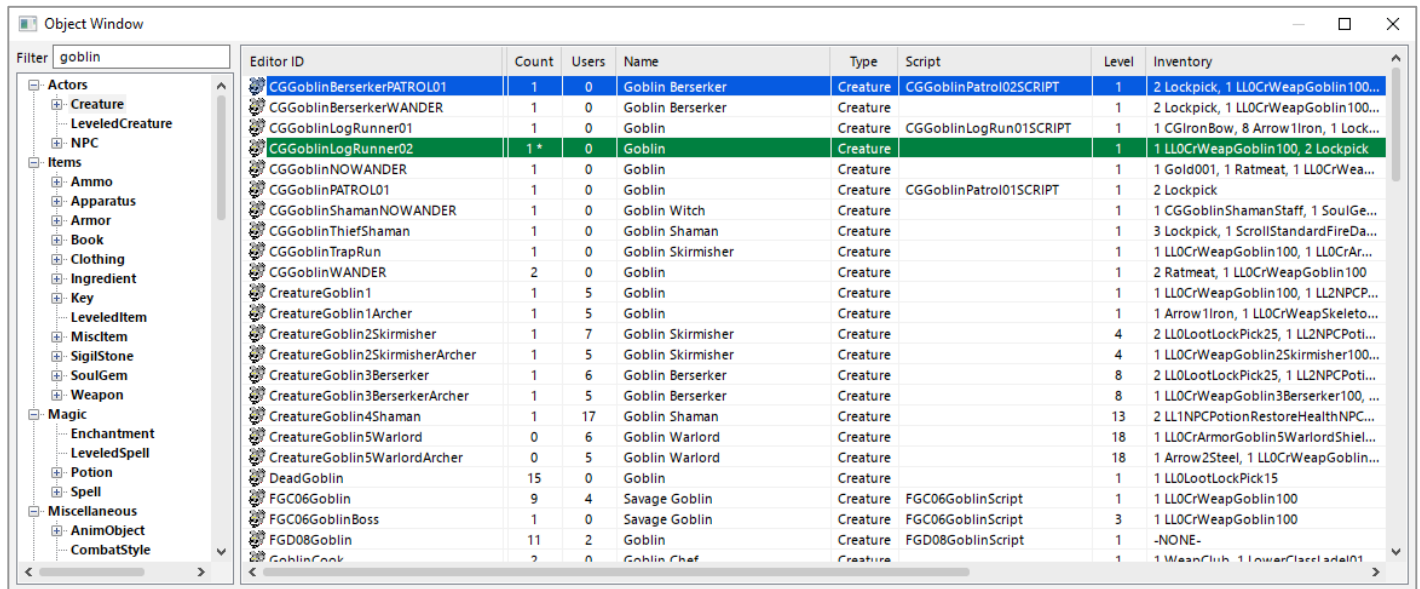 Object Window
Filter goblin
Actors
Creature
LeveledCreature
NPC
Items
Ammo
Apparatus
Armor
Book
Clothing
Ingredient
Key
LeveledItem
MiscItem
SigilStone
SoulGem
Weapon
Magic
Enchantment
LeveledSpell
Potion
Spell
Miscellaneous
AnimObject
CombatStyle
Editor ID Count Users Name Type Script Level Inventory
CGGoblinBerserkerPATROL01 1 0 Goblin Berserker Creature CGGoblinPatrol02SCRIPT 1 2 Lockpick, 1 LL0CrWeapGoblin100...
CGGoblinBerserkerWANDER 1 0 Goblin Berserker Creature 1 2 Lockpick, 1 LL0CrWeapGoblin100...
CGGoblinLogRunner01 1 0 Goblin Creature CGGoblinLogRun01SCRIPT 1 1 CGIronBow, 8 Arrow1Iron, 1 Lock...
CGGoblinLogRunner02 1 * 0 Goblin Creature 1 1 LL0CrWeapGoblin100, 2 Lockpick
CGGoblinNOWANDER 1 0 Goblin Creature 1 1 Gold001, 1 Ratmeat, 1 LL0CrWea...
CGGoblinPATROL01 1 0 Goblin Creature CGGoblinPatrol01SCRIPT 1 2 Lockpick
CGGoblinShamanNOWANDER 1 0 Goblin Witch Creature 1 1 CGGoblinShamanStaff, 1 SoulGe...
CGGoblinThiefShaman 1 0 Goblin Shaman Creature 1 3 Lockpick, 1 ScrollStandardFireDa...
CGGoblinTrapRun 1 0 Goblin Skirmisher Creature 1 1 LL0CrWeapGoblin100, 1 LL0CrAr...
CGGoblinWANDER 2 0 Goblin Creature 1 2 Ratmeat, 1 LL0CrWeapGoblin100
CreatureGoblin1 1 5 Goblin Creature 1 1 LL0CrWeapGoblin100, 1 LL2NPCP...
CreatureGoblin1Archer 1 5 Goblin Creature 1 1 Arrow1Iron, 1 LL0CrWeapSkeleto...
CreatureGoblin2Skirmisher 1 7 Goblin Skirmisher Creature 4 2 LL0LootLockPick25, 1 LL2NPCPoti...
CreatureGoblin2SkirmisherArcher 1 5 Goblin Skirmisher Creature 4 1 LL0CrWeapGoblin2Skirmisher100...
CreatureGoblin3Berserker 1 6 Goblin Berserker Creature 8 2 LL0LootLockPick25, 1 LL2NPCPoti...
CreatureGoblin3BerserkerArcher 1 5 Goblin Berserker Creature 8 1 LL0CrWeapGoblin3Berserker100, ...
CreatureGoblin4Shaman 1 17 Goblin Shaman Creature 13 2 LL1NPCPotionRestoreHealthNPC...
CreatureGoblin5Warlord 0 6 Goblin Warlord Creature 18 1 LL0CrArmorGoblin5WarlordShiel...
CreatureGoblin5WarlordArcher 0 5 Goblin Warlord Creature 18 1 Arrow2Steel, 1 LL0CrWeapGoblin...
DeadGoblin 15 0 Goblin Creature 1 1 LL0LootLockPick15
FGC06Goblin 9 4 Savage Goblin Creature FGC06GoblinScript 1 1 LL0CrWeapGoblin100
FGC06GoblinBoss 1 0 Savage Goblin Creature FGC06GoblinScript 3 1 LL0CrWeapGoblin100
FGD08Goblin 11 2 Goblin Creature FGD08GoblinScript 1 -NONE-
GoblinCook 2 0 Goblin Chef Creature 1 1 WeapClub, 1 LowerClassLadel01